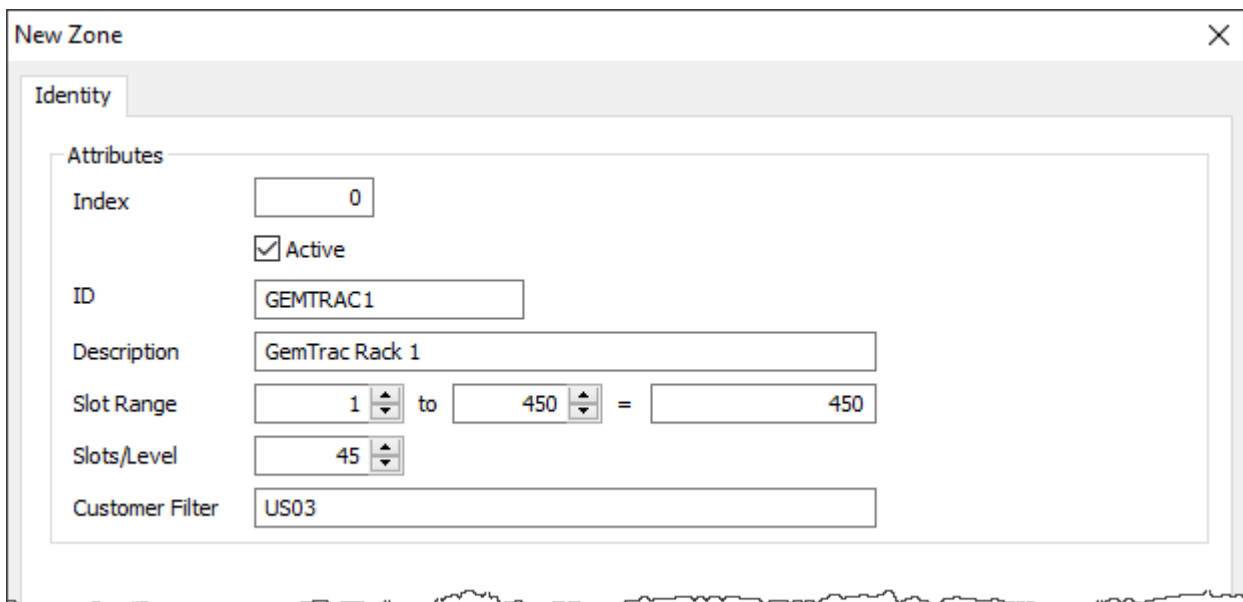 New Zone
Identity
Attributes
Index 0
Active
ID GEMTRAC1
Description GemTrac Rack 1
Slot Range 1 to 450 = 450
Slots/Level 45
Customer Filter US03